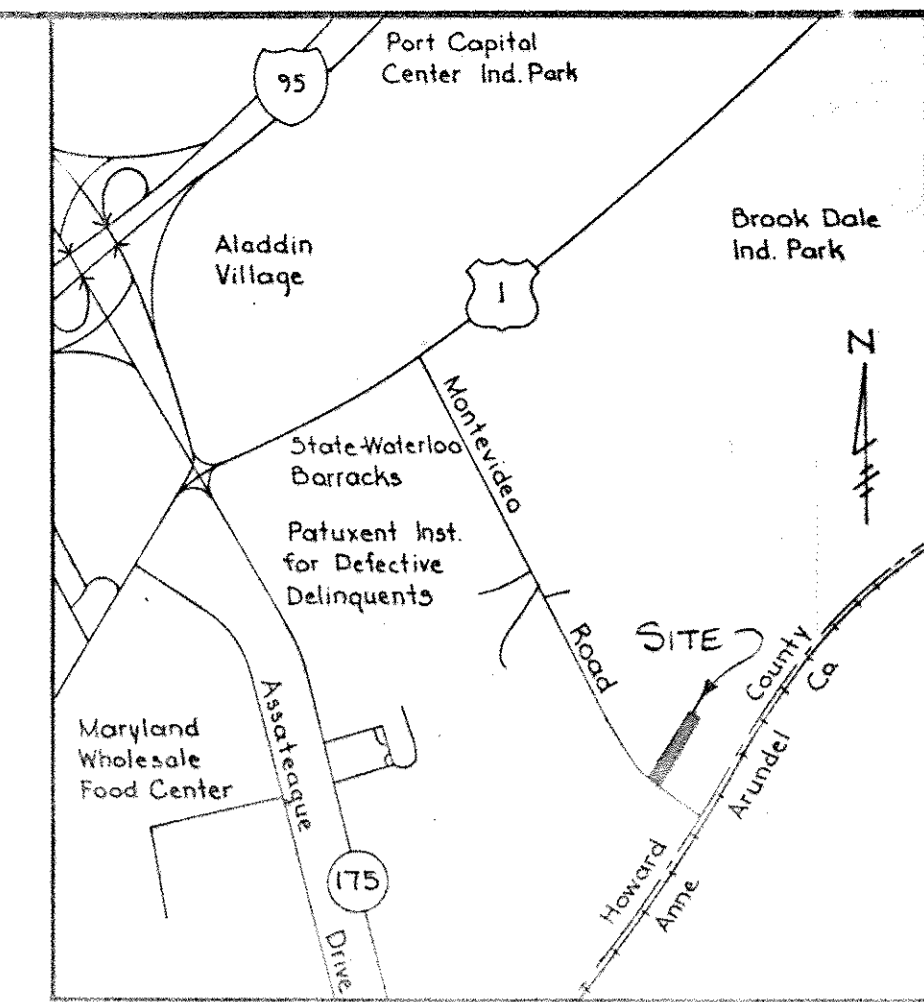 Port Capital
Center Ind. Park
95
Brook Dale
Ind. Park
Aladdin
Village
1
N
Montevideo
Road
State-Waterloo
Barracks
Patuxent Inst.
for Defective
Delinquents
SITE
County
Co
Howard
Anne
Arundel
Assateague
Drive
Maryland
Wholesale
Food Center
175